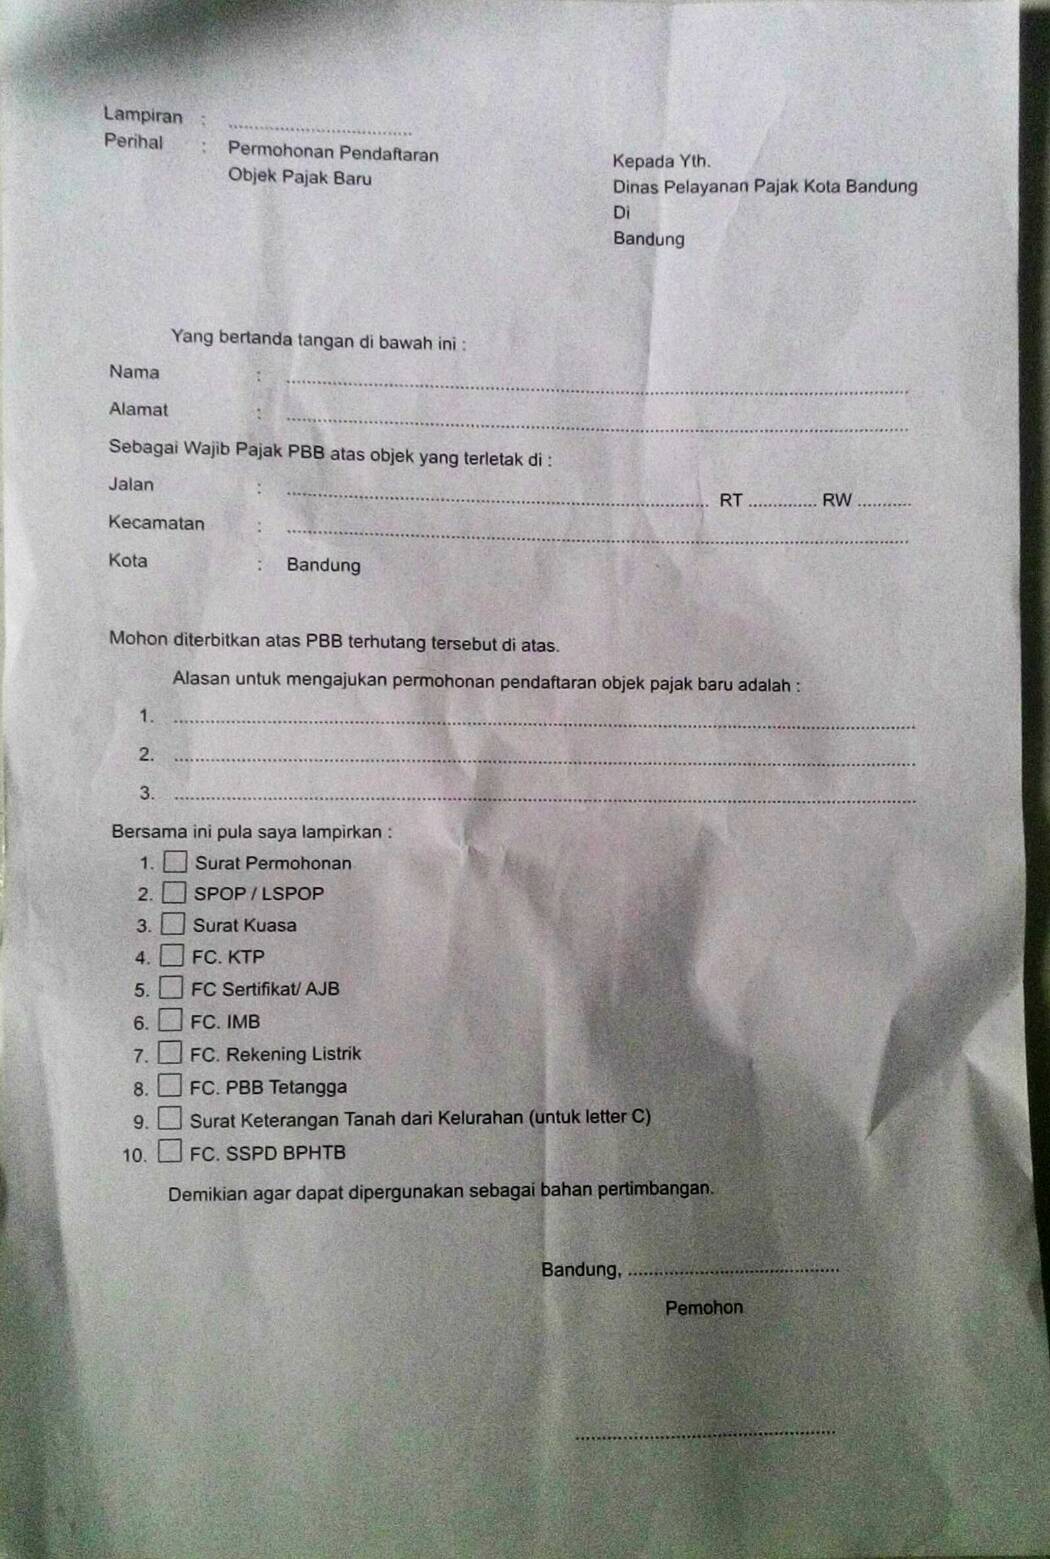 Lampiran : ........................................
Perihal : Permohonan Pendaftaran
Objek Pajak Baru
Kepada Yth.
Dinas Pelayanan Pajak Kota Bandung
Di
Bandung
Yang bertanda tangan di bawah ini :
Nama : ........................................
Alamat : ........................................
Sebagai Wajib Pajak PBB atas objek yang terletak di :
Jalan : ........................................ RT ............. RW ..........
Kecamatan : ........................................
Kota : Bandung
Mohon diterbitkan atas PBB terhutang tersebut di atas.
Alasan untuk mengajukan permohonan pendaftaran objek pajak baru adalah :
1. ........................................
2. ........................................
3. ........................................
Bersama ini pula saya lampirkan :
1. ☐ Surat Permohonan
2. ☐ SPOP / LSPOP
3. ☐ Surat Kuasa
4. ☐ FC. KTP
5. ☐ FC Sertifikat/ AJB
6. ☐ FC. IMB
7. ☐ FC. Rekening Listrik
8. ☐ FC. PBB Tetangga
9. ☐ Surat Keterangan Tanah dari Kelurahan (untuk letter C)
10. ☐ FC. SSPD BPHTB
Demikian agar dapat dipergunakan sebagai bahan pertimbangan.
Bandung, ........................................
Pemohon
........................................